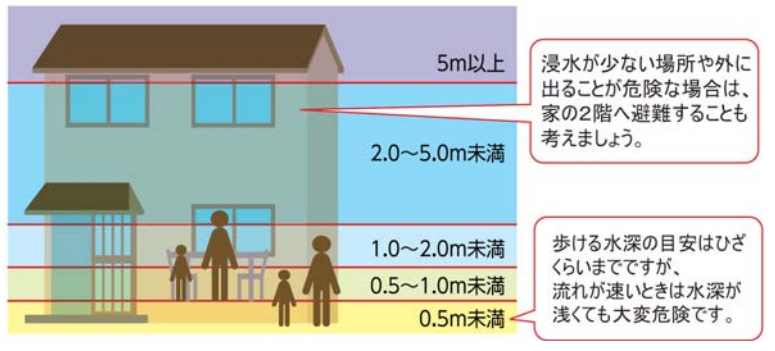 5m以上
2.0～5.0m未満
1.0～2.0m未満
0.5～1.0m未満
0.5m未満
浸水が少ない場所や外に
出ることが危険な場合は、
家の2階へ避難することも
考えましょう。
歩ける水深の目安はひざ
くらいまでですが、
流れが速いときは水深が
浅くても大変危険です。